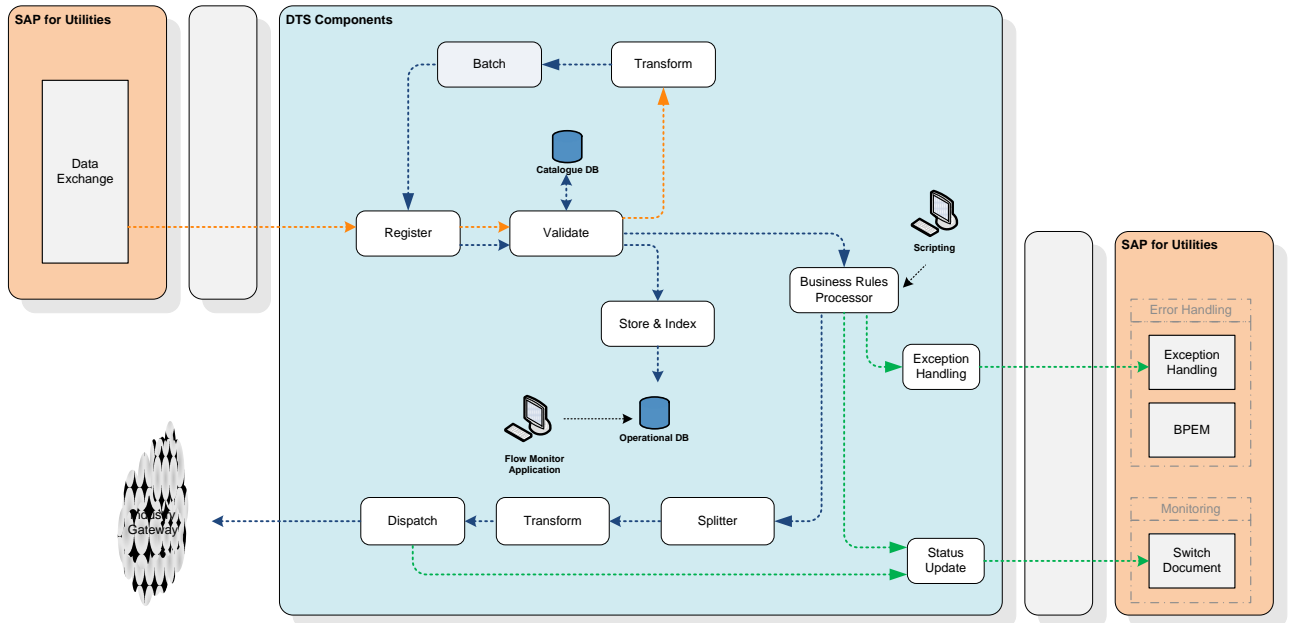 SAP for Utilities
Data
Exchange
DTS Components
Batch
Transform
Catalogue DB
Register
Validate
Scripting
Business Rules
Processor
Store & Index
Exception
Handling
Flow Monitor
Application
Operational DB
Industry
Gateway
Dispatch
Transform
Splitter
Status
Update
SAP for Utilities
Error Handling
Exception
Handling
BPEM
Monitoring
Switch
Document